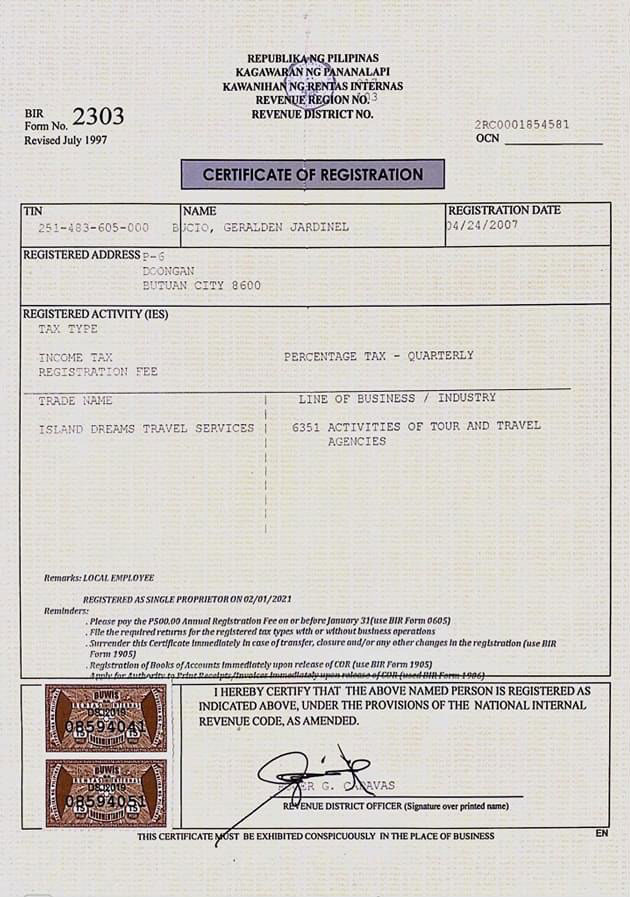 REPUBLIKA NG PILIPINAS
KAGAWARAN NG PANANALAPI
KAWANIHAN NG RENTAS INTERNAS
REVENUE REGION NO.
REVENUE DISTRICT NO. 103
BIR
Form No. 2303
Revised July 1997
2RC0001854581
OCN
CERTIFICATE OF REGISTRATION
TIN NAME REGISTRATION DATE
251-483-605-000 BUCIO, GERALDEN JARDINEL 04/24/2007
REGISTERED ADDRESS P-6
DOONGAN
BUTUAN CITY 8600
REGISTERED ACTIVITY (IES)
TAX TYPE
INCOME TAX PERCENTAGE TAX - QUARTERLY
REGISTRATION FEE
TRADE NAME LINE OF BUSINESS / INDUSTRY
ISLAND DREAMS TRAVEL SERVICES 6351 ACTIVITIES OF TOUR AND TRAVEL
AGENCIES
Remarks: LOCAL EMPLOYEE
REGISTERED AS SINGLE PROPRIETOR ON 02/01/2021
Reminders:
. Please pay the P500.00 Annual Registration Fee on or before January 31(use BIR Form 0605)
. File the required returns for the registered tax types with or without business operations
. Surrender this Certificate immediately in case of transfer, closure and/or any other changes in the registration (use BIR
Form 1905)
. Registration of Books of Accounts immediately upon release of COR (use BIR Form 1905)
. Apply for Authority to Print Receipts/Invoices immediately upon release of COR (used BIR Form 1906)
I HEREBY CERTIFY THAT THE ABOVE NAMED PERSON IS REGISTERED AS
INDICATED ABOVE, UNDER THE PROVISIONS OF THE NATIONAL INTERNAL
REVENUE CODE, AS AMENDED.
BUWIS
RENTAS INTERNAS
DSJ2019
08594041
15 DOCUMENTARY 15
BUWIS
RENTAS INTERNAS
DSJ2019
08594051
15 DOCUMENTARY 15
G.
REVENUE DISTRICT OFFICER (Signature over printed name)
THIS CERTIFICATE MUST BE EXHIBITED CONSPICUOUSLY IN THE PLACE OF BUSINESS EN